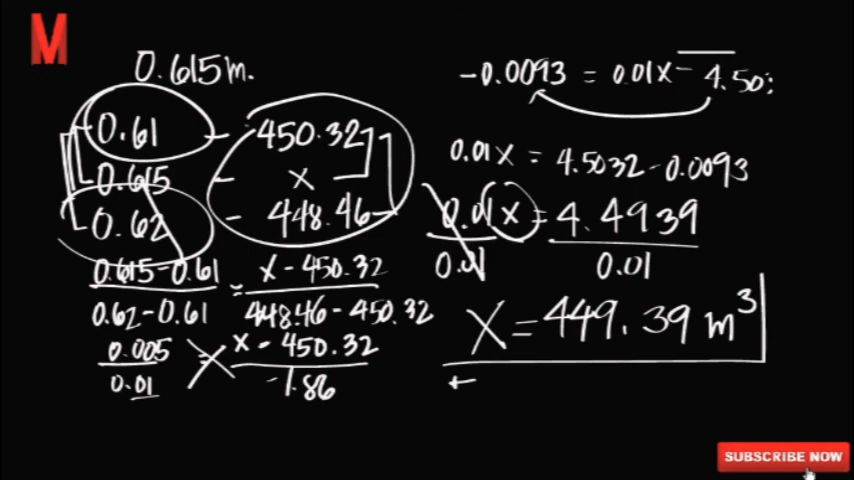 M
0.615m.
0.61 - 450.32
0.615 - x
0.62 - 448.46
0.615-0.61 = x - 450.32
0.62-0.61 448.46-450.32
0.005 x - 450.32
0.01 -1.86
-0.0093 = 0.01x - 4.50
0.01x = 4.5032-0.0093
0.01x = 4.4939
0.01 0.01
X = 449.39 m³
SUBSCRIBE NOW